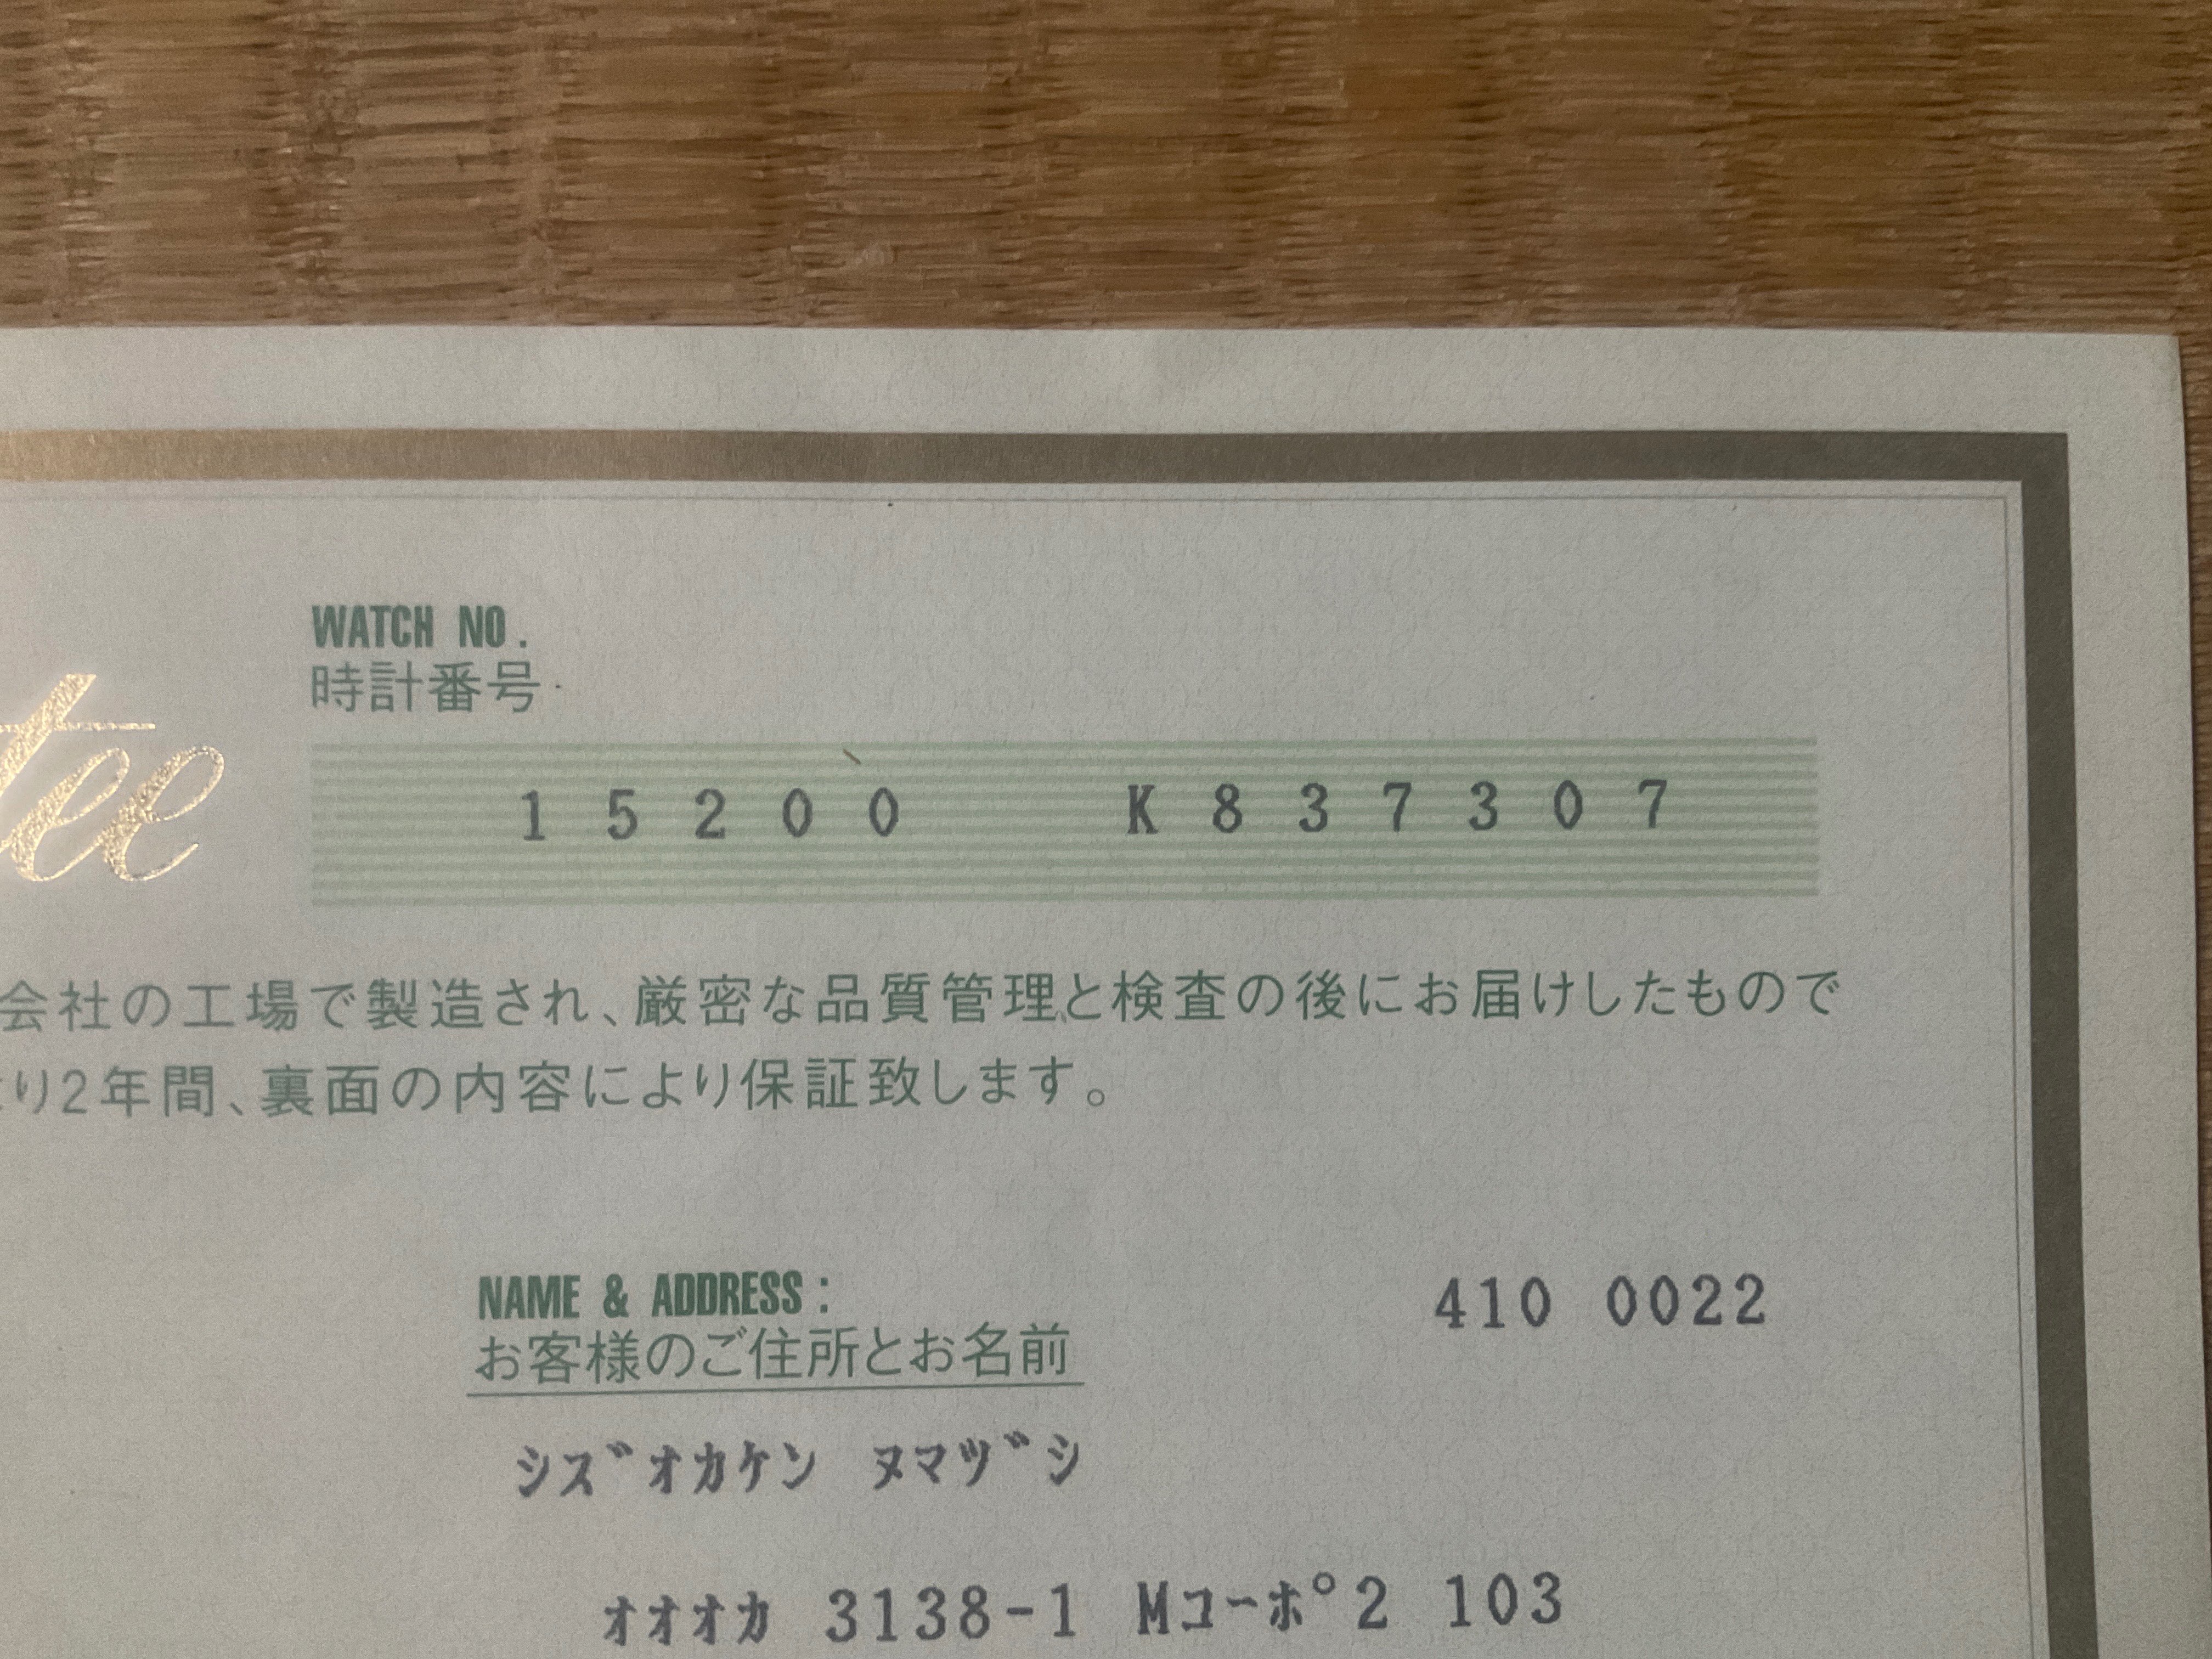 WATCH NO.
時計番号
15200 K837307
tee
会社の工場で製造され、厳密な品質管理と検査の後にお届けしたもので
り2年間、裏面の内容により保証致します。
NAME & ADDRESS:
410 0022
お客様のご住所とお名前
シズ゛オカケン ヌマツ゛シ
オオオカ 3138-1 Mコーホ゜2 103